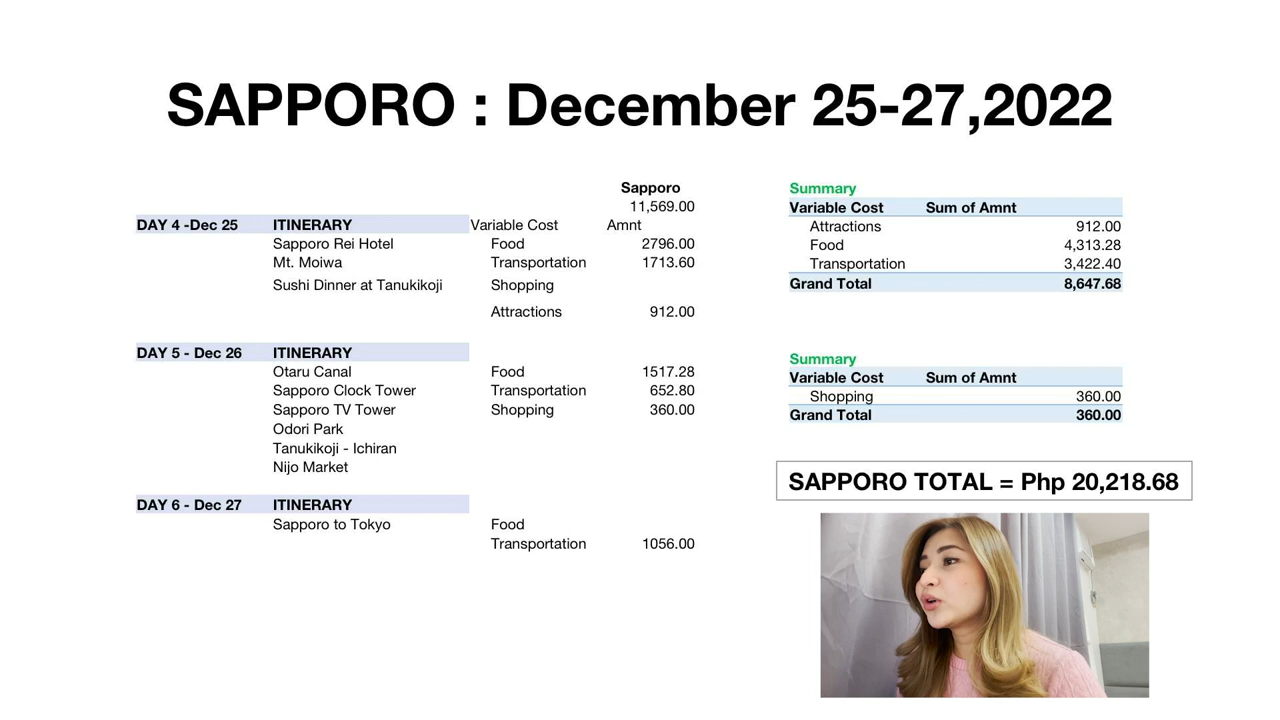 SAPPORO : December 25-27,2022
Sapporo
11,569.00
DAY 4 -Dec 25 ITINERARY Variable Cost Amnt
Sapporo Rei Hotel Food 2796.00
Mt. Moiwa Transportation 1713.60
Sushi Dinner at Tanukikoji Shopping
Attractions 912.00
DAY 5 - Dec 26 ITINERARY
Otaru Canal Food 1517.28
Sapporo Clock Tower Transportation 652.80
Sapporo TV Tower Shopping 360.00
Odori Park
Tanukikoji - Ichiran
Nijo Market
DAY 6 - Dec 27 ITINERARY
Sapporo to Tokyo Food
Transportation 1056.00
Summary
Variable Cost Sum of Amnt
Attractions 912.00
Food 4,313.28
Transportation 3,422.40
Grand Total 8,647.68
Summary
Variable Cost Sum of Amnt
Shopping 360.00
Grand Total 360.00
SAPPORO TOTAL = Php 20,218.68